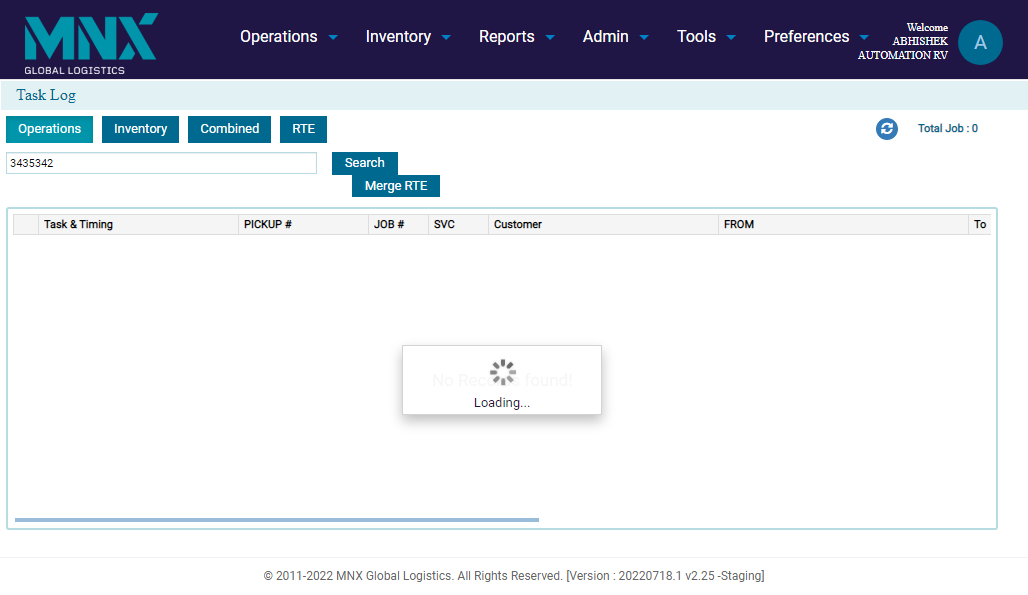 MNX
GLOBAL LOGISTICS
Operations Inventory Reports Admin Tools Preferences
Welcome
ABHISHEK
AUTOMATION RV
A
Task Log
Operations Inventory Combined RTE
Total Job : 0
3435342
Search
Merge RTE
Task & Timing PICKUP # JOB # SVC Customer FROM To
No Records found!
Loading...
© 2011-2022 MNX Global Logistics. All Rights Reserved. [Version : 20220718.1 v2.25 -Staging]